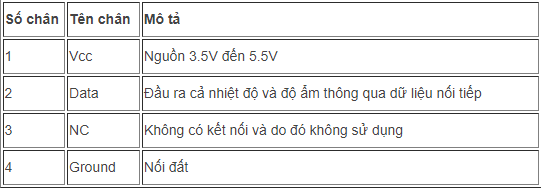 Số chân Tên chân Mô tả
1 Vcc Nguồn 3.5V đến 5.5V
2 Data Đầu ra cả nhiệt độ và độ ẩm thông qua dữ liệu nối tiếp
3 NC Không có kết nối và do đó không sử dụng
4 Ground Nối đất